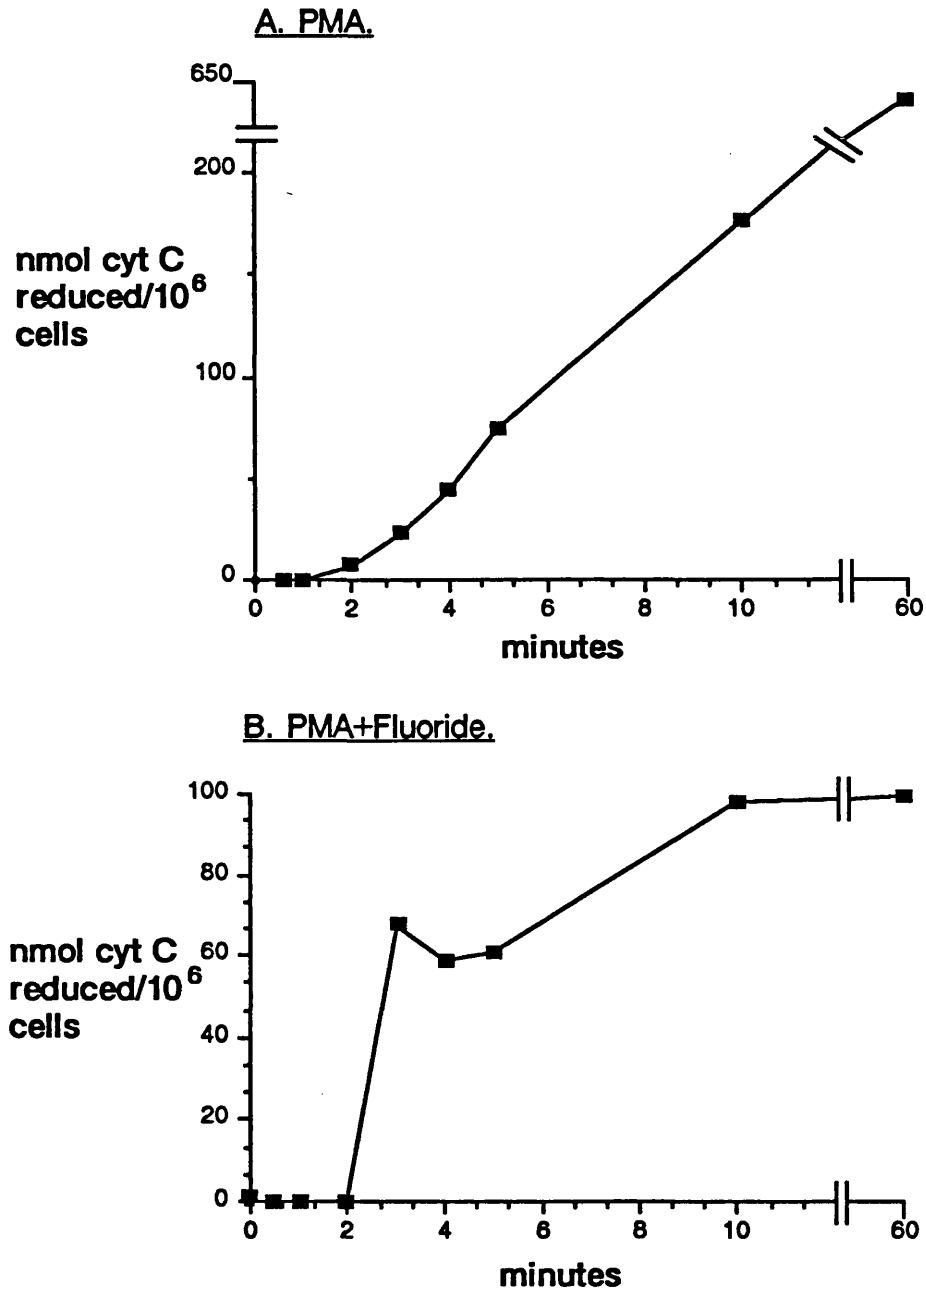 A. PMA.
650
200
100
0
nmol cyt C
reduced/10⁶
cells
0 2 4 6 8 10 60
minutes
B. PMA+Fluoride.
100
80
60
40
20
0
nmol cyt C
reduced/10⁶
cells
0 2 4 6 8 10 60
minutes